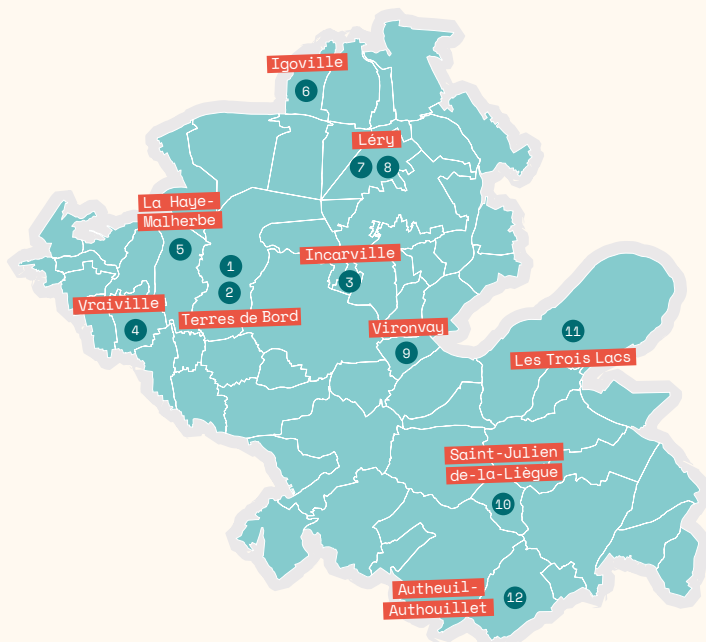 Igoville
6
Léry
7 8
La Haye-
Malherbe
5
1
2
Terres de Bord
Incarville
3
Vraiville
4
Vironvay
9
11
Les Trois Lacs
Saint-Julien
de-la-Liègue
10
Autheuil-
Authouillet
12